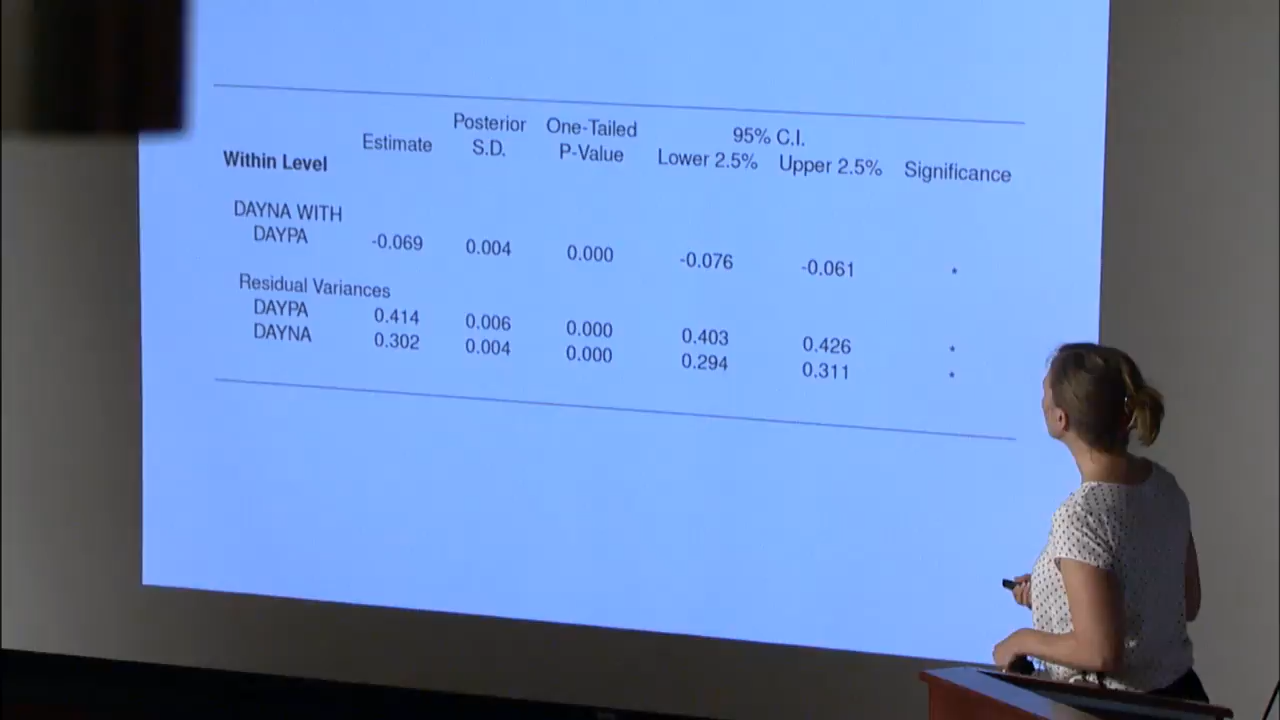 Estimate Posterior S.D. One-Tailed P-Value 95% C.I. Lower 2.5% Upper 2.5% Significance
Within Level
DAYNA WITH
DAYPA -0.069 0.004 0.000 -0.076 -0.061 *
Residual Variances
DAYPA 0.414 0.006 0.000 0.403 0.426 *
DAYNA 0.302 0.004 0.000 0.294 0.311 *